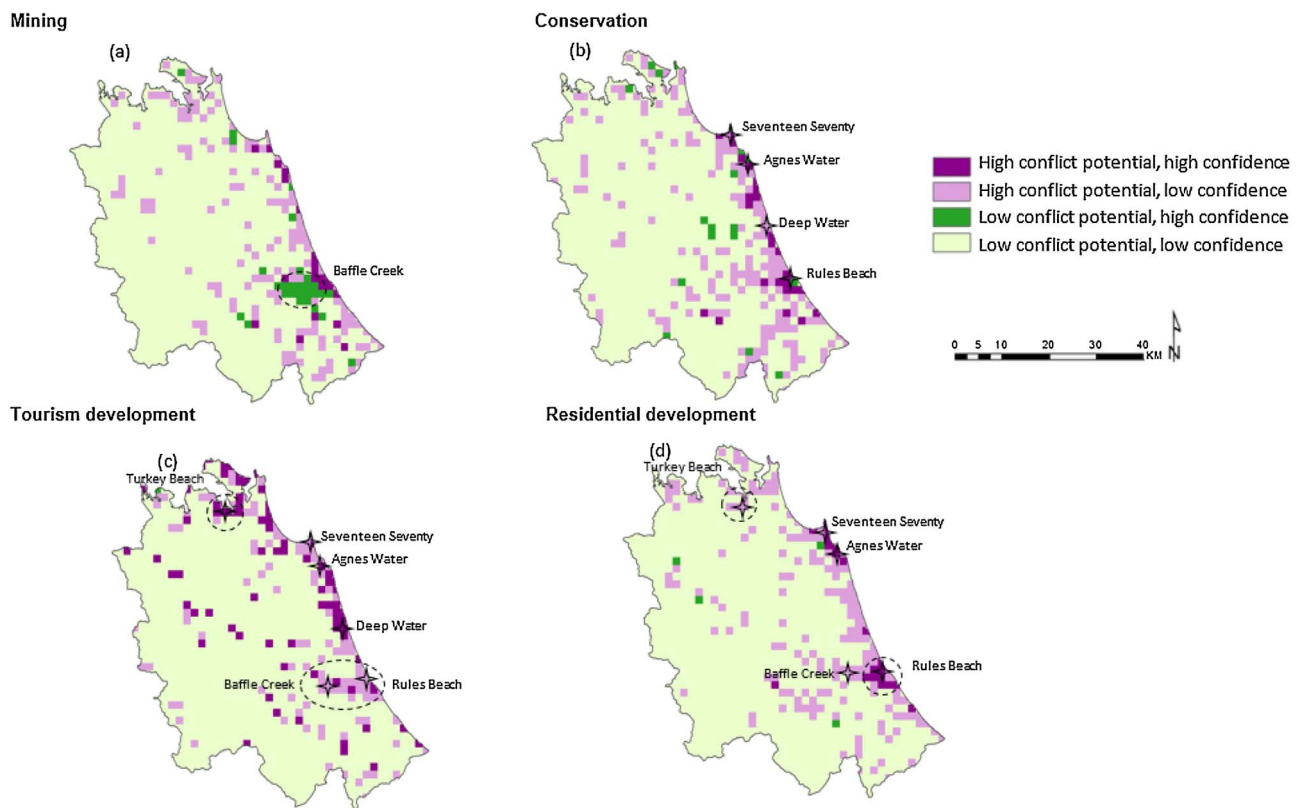 Mining
Conservation
(a)
(b)
Seventeen Seventy
Agnes Water
Deep Water
Rules Beach
Baffle Creek
High conflict potential, high confidence
High conflict potential, low confidence
Low conflict potential, high confidence
Low conflict potential, low confidence
0 5 10 20 30 40
KM
N
Tourism development
Residential development
(c)
Turkey Beach
Seventeen Seventy
Agnes Water
Deep Water
Baffle Creek
Rules Beach
(d)
Turkey Beach
Seventeen Seventy
Agnes Water
Baffle Creek
Rules Beach